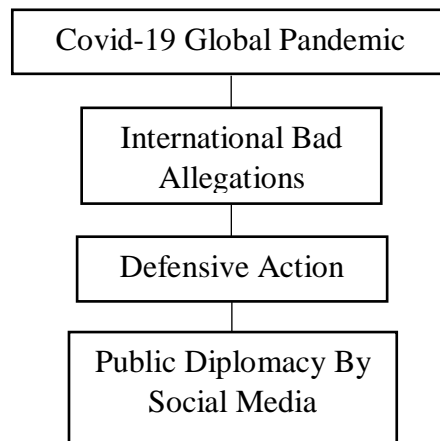 Covid-19 Global Pandemic
International Bad
Allegations
Defensive Action
Public Diplomacy By
Social Media